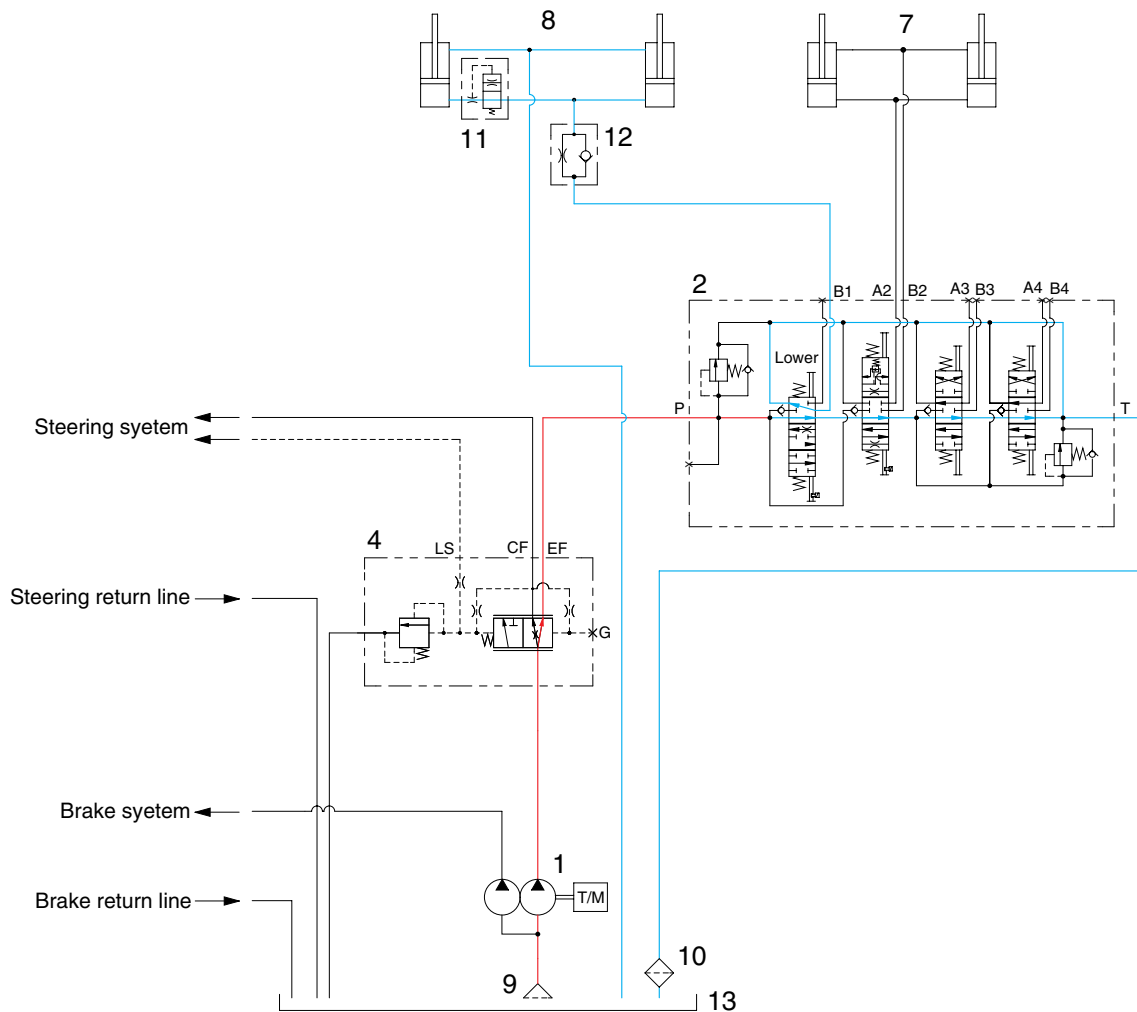 8
7
11
12
2
B1
A2
B2
A3
B3
A4
B4
Lower
P
T
Steering syetem
4
LS
CF
EF
Steering return line
G
Brake syetem
1
T/M
Brake return line
9
10
13